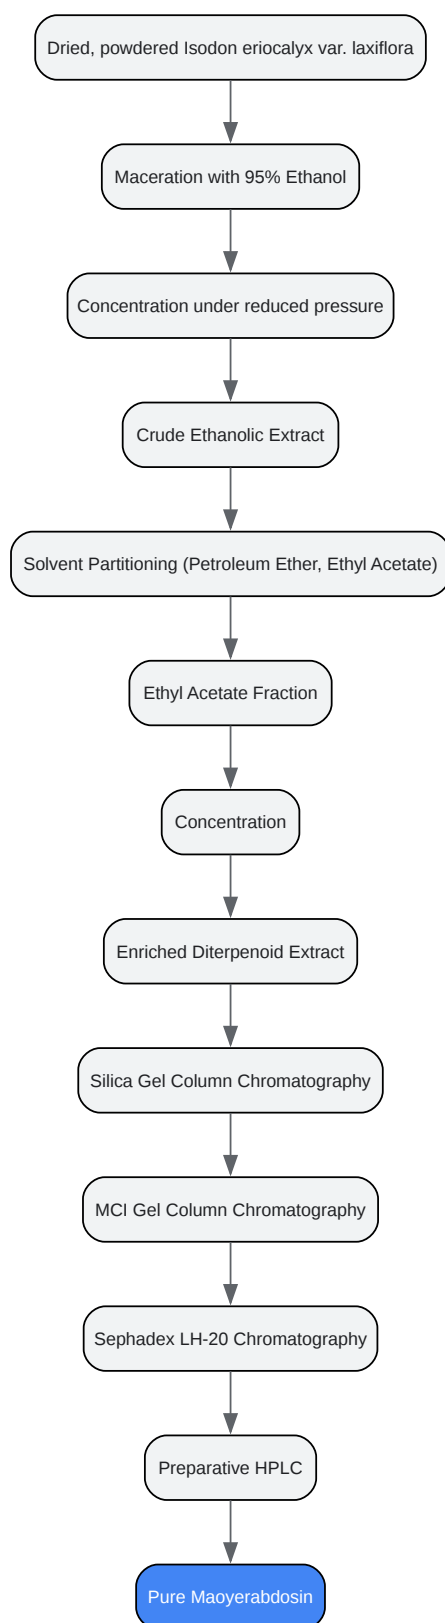 Dried, powdered Isodon eriocalyx var. laxiflora
Maceration with 95% Ethanol
Concentration under reduced pressure
Crude Ethanolic Extract
Solvent Partitioning (Petroleum Ether, Ethyl Acetate)
Ethyl Acetate Fraction
Concentration
Enriched Diterpenoid Extract
Silica Gel Column Chromatography
MCI Gel Column Chromatography
Sephadex LH-20 Chromatography
Preparative HPLC
Pure Maoyerabdosin